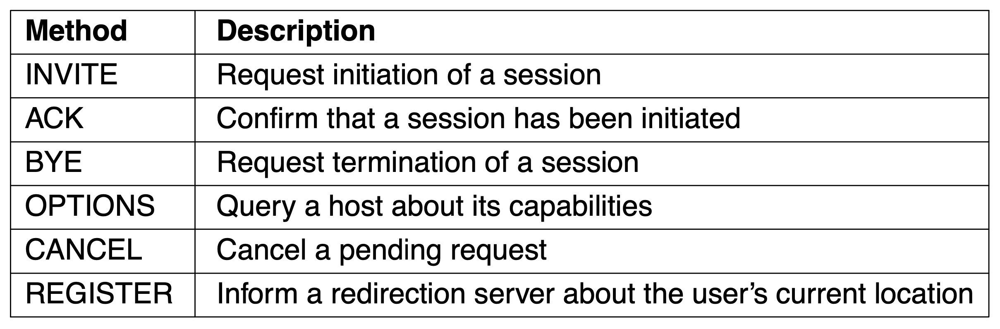 Method Description
INVITE Request initiation of a session
ACK Confirm that a session has been initiated
BYE Request termination of a session
OPTIONS Query a host about its capabilities
CANCEL Cancel a pending request
REGISTER Inform a redirection server about the user’s current location